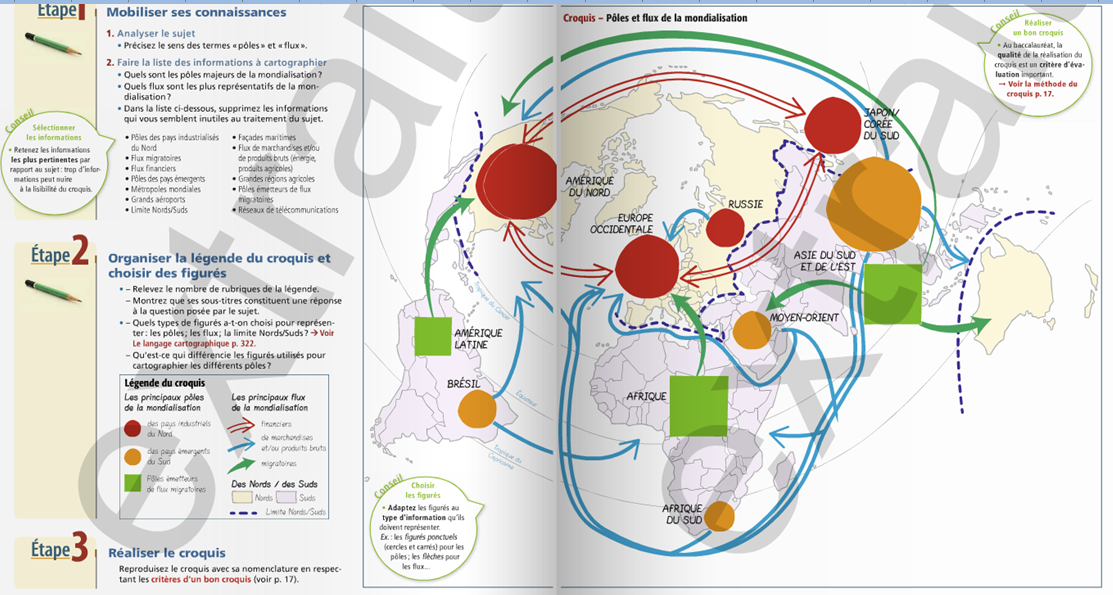 Étape 1
Mobiliser ses connaissances
1. Analyser le sujet
• Précisez le sens des termes « pôles » et « flux ».
2. Faire la liste des informations à cartographier
• Quels sont les pôles majeurs de la mondialisation ?
• Quels flux sont les plus représentatifs de la mon-
dialisation ?
• Dans la liste ci-dessous, supprimez les informations
qui vous semblent inutiles au traitement du sujet.
• Pôles des pays industrialisés
du Nord
• Flux migratoires
• Flux financiers
• Pôles des pays émergents
• Métropoles mondiales
• Grands aéroports
• Limite Nords/Suds
• Façades maritimes
• Flux de marchandises et/ou
de produits bruts (énergie,
produits agricoles)
• Grandes régions agricoles
• Pôles émetteurs de flux
migratoires
• Réseaux de télécommunications
Conseil
Sélectionner
les informations
• Retenez les informations
les plus pertinentes par
rapport au sujet : trop d'infor-
mations peut nuire
à la lisibilité du croquis.
Étape 2
Organiser la légende du croquis et
choisir des figurés
• – Relevez le nombre de rubriques de la légende.
– Montrez que ses sous-titres constituent une réponse
à la question posée par le sujet.
• – Quels types de figurés a-t-on choisi pour représen-
ter : les pôles ; les flux ; la limite Nords/Suds ? → Voir
Le langage cartographique p. 322.
– Qu'est-ce qui différencie les figurés utilisés pour
cartographier les différents pôles ?
Légende du croquis
Les principaux pôles
de la mondialisation
des pays industriels
du Nord
des pays émergents
du Sud
Pôles émetteurs
de flux migratoires
Les principaux flux
de la mondialisation
financiers
de marchandises
et/ou produits bruts
migratoires
Des Nords / des Suds
Nords
Suds
Limite Nords/Suds
Étape 3
Réaliser le croquis
Reproduisez le croquis avec sa nomenclature en respec-
tant les critères d'un bon croquis (voir p. 17).
Croquis – Pôles et flux de la mondialisation
Conseil
Réaliser
un bon croquis
• Au baccalauréat, la
qualité de la réalisation du
croquis est un critère d'éva-
luation important.
→ Voir la méthode du
croquis p. 17.
JAPON/
CORÉE
DU SUD
AMÉRIQUE
DU NORD
RUSSIE
EUROPE
OCCIDENTALE
ASIE DU SUD
ET DE L'EST
Tropique du Cancer
MOYEN-ORIENT
AMÉRIQUE
LATINE
BRÉSIL
Équateur
AFRIQUE
Tropique du
Capricorne
AFRIQUE
DU SUD
Conseil
Choisir
les figurés
• Adaptez les figurés au
type d'information qu'ils
doivent représenter.
Ex. : les figurés ponctuels
(cercles et carrés) pour les
pôles ; les flèches pour
les flux...
extrait
extrait